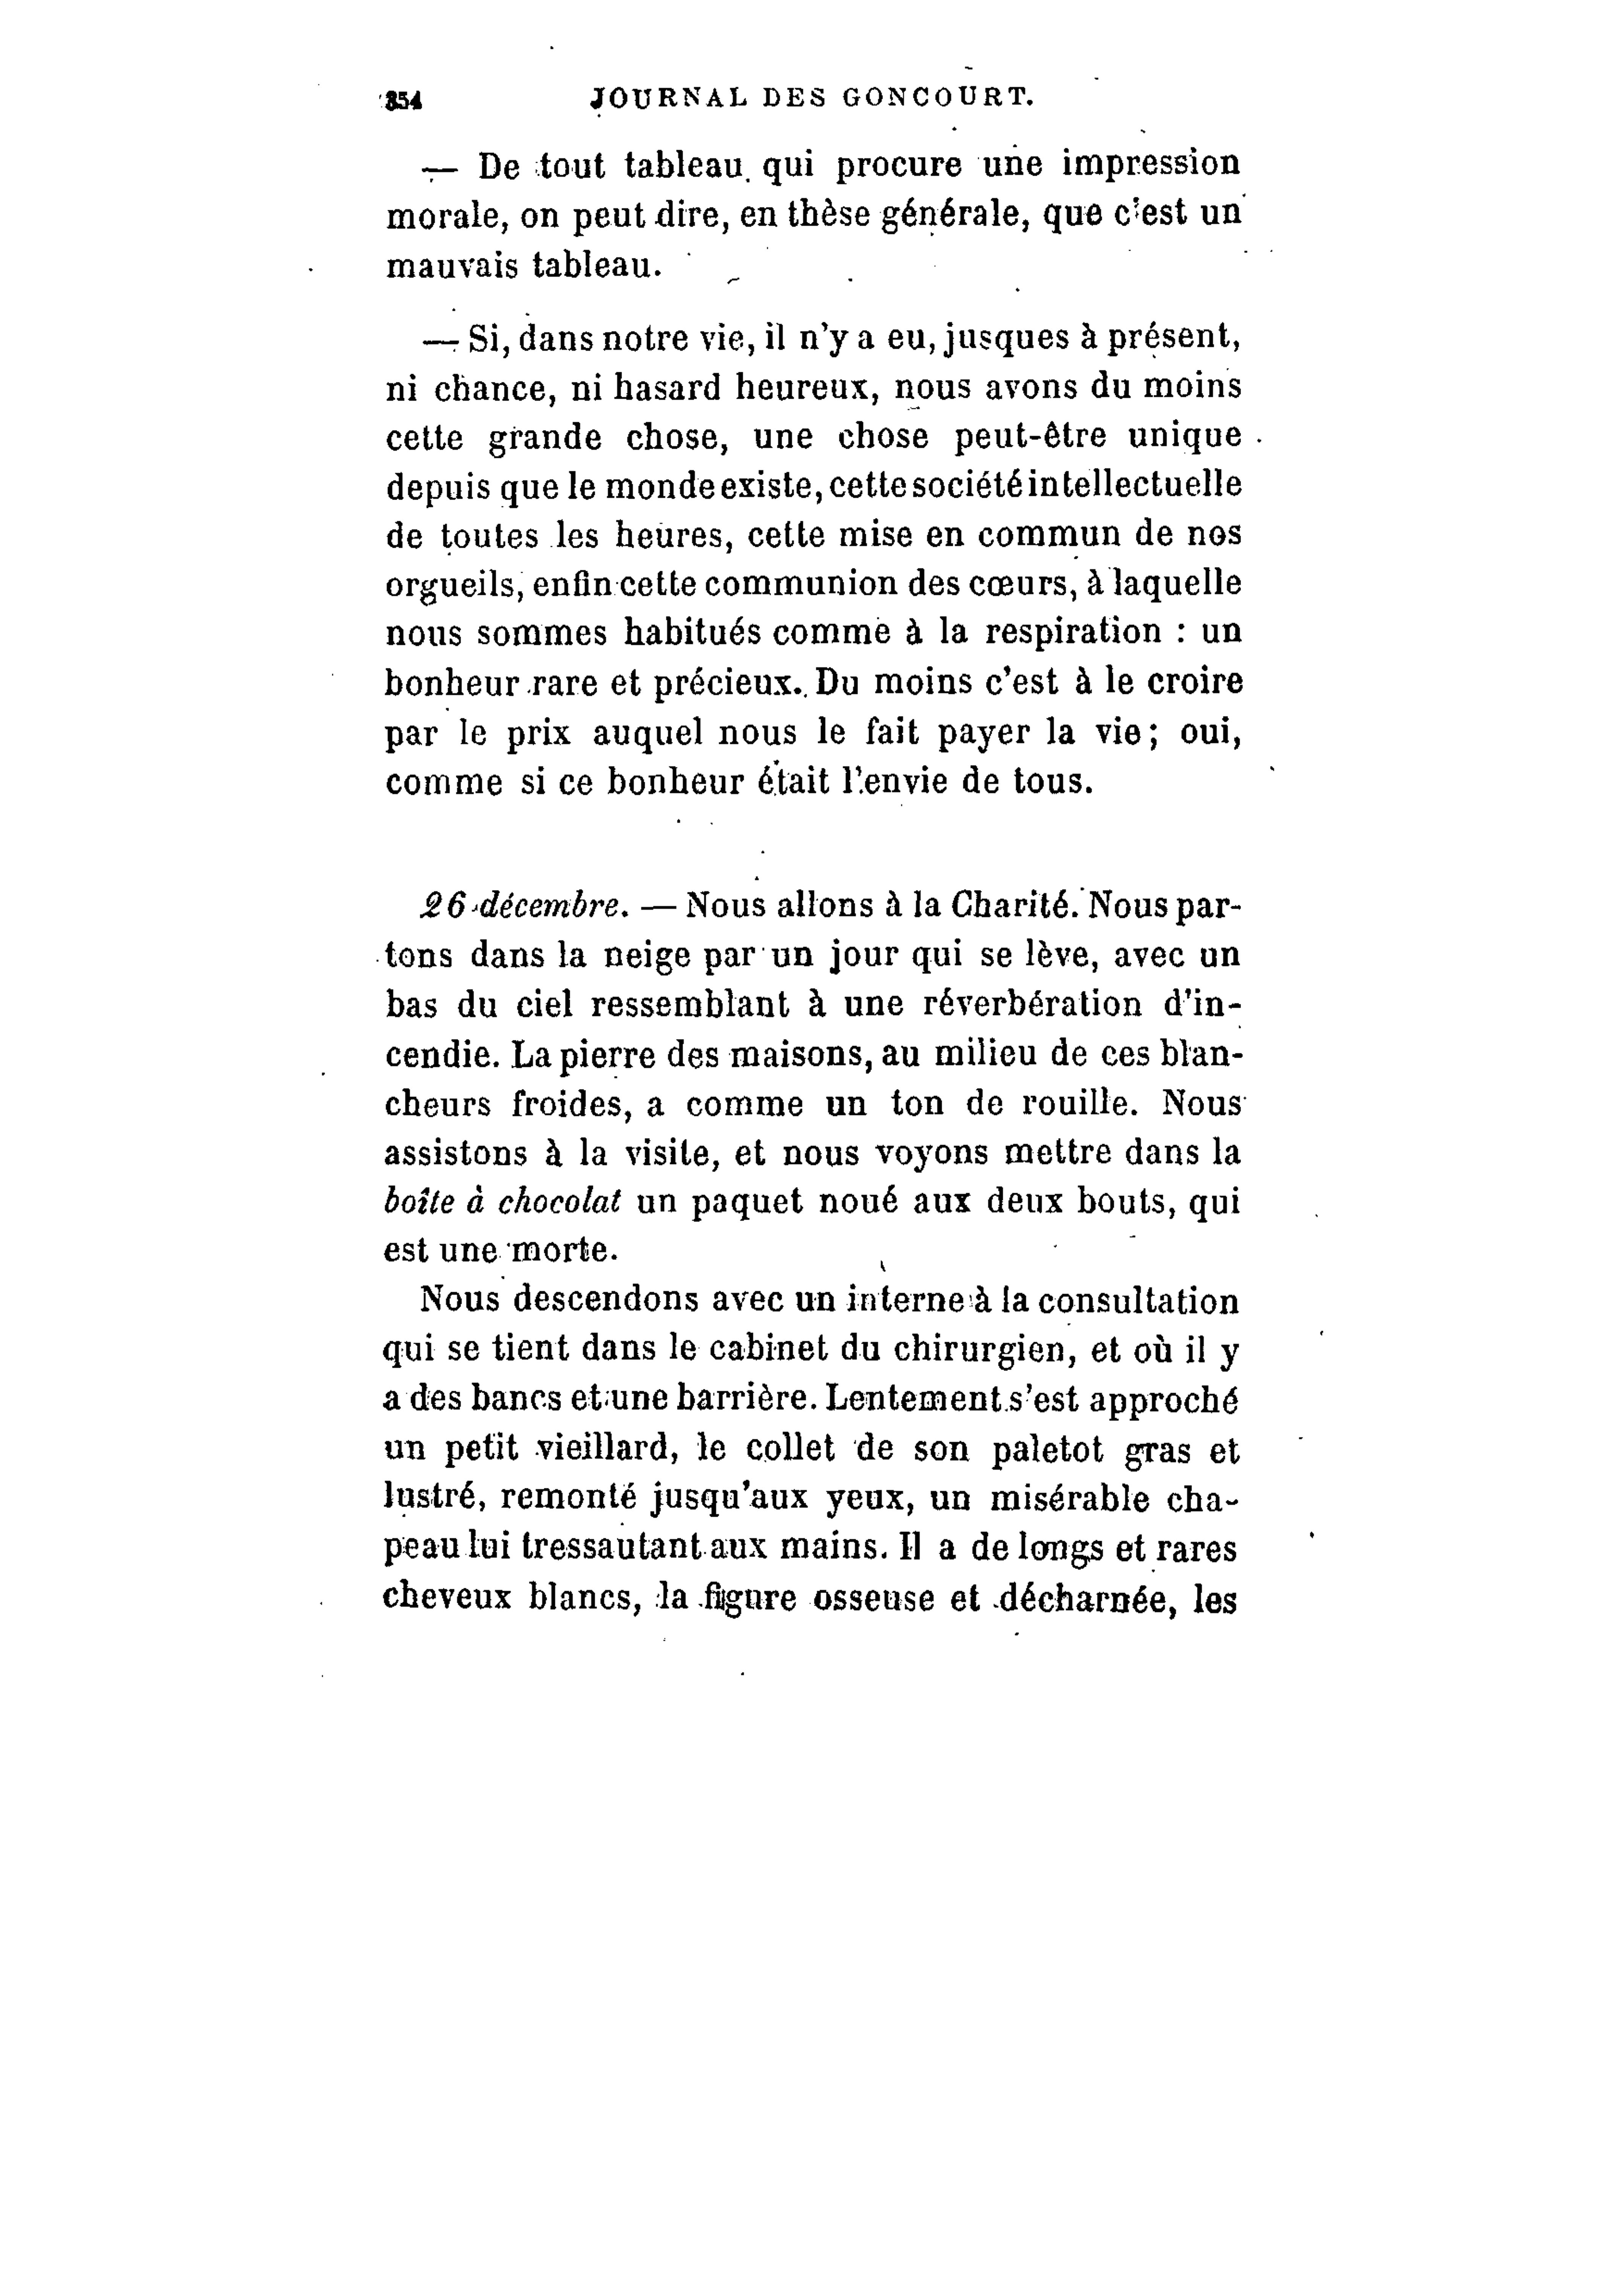 354 JOURNAL DES GONCOURT.
— De tout tableau qui procure une impression
morale, on peut dire, en thèse générale, que c'est un
mauvais tableau.
— Si, dans notre vie, il n'y a eu, jusques à présent,
ni chance, ni hasard heureux, nous avons du moins
cette grande chose, une chose peut-être unique
depuis que le monde existe, cette société intellectuelle
de toutes les heures, cette mise en commun de nos
orgueils, enfin cette communion des cœurs, à laquelle
nous sommes habitués comme à la respiration : un
bonheur rare et précieux. Du moins c'est à le croire
par le prix auquel nous le fait payer la vie; oui,
comme si ce bonheur était l'envie de tous.
26 décembre. — Nous allons à la Charité. Nous par-
tons dans la neige par un jour qui se lève, avec un
bas du ciel ressemblant à une réverbération d'in-
cendie. La pierre des maisons, au milieu de ces blan-
cheurs froides, a comme un ton de rouille. Nous
assistons à la visite, et nous voyons mettre dans la
boîte à chocolat un paquet noué aux deux bouts, qui
est une morte.
Nous descendons avec un interne à la consultation
qui se tient dans le cabinet du chirurgien, et où il y
a des bancs et une barrière. Lentement s'est approché
un petit vieillard, le collet de son paletot gras et
lustré, remonté jusqu'aux yeux, un misérable cha-
peau lui tressautant aux mains. Il a de longs et rares
cheveux blancs, la figure osseuse et décharnée, les